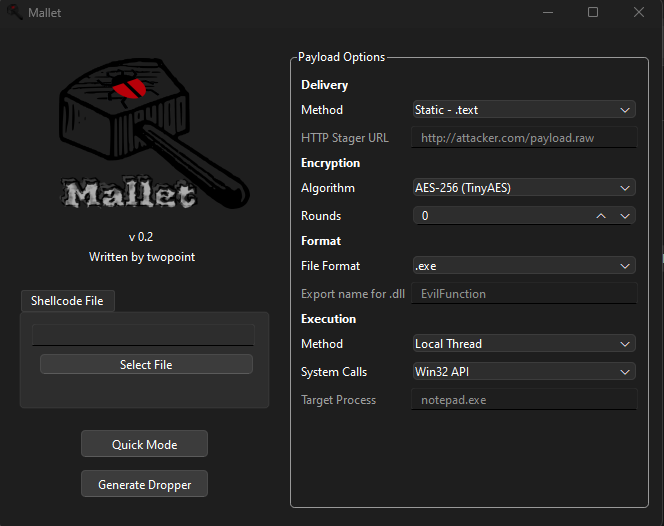 Mallet
Mallet
v 0.2
Written by twopoint
Shellcode File
Select File
Quick Mode
Generate Dropper
Payload Options
Delivery
Method Static - .text
HTTP Stager URL http://attacker.com/payload.raw
Encryption
Algorithm AES-256 (TinyAES)
Rounds 0
Format
File Format .exe
Export name for .dll EvilFunction
Execution
Method Local Thread
System Calls Win32 API
Target Process notepad.exe